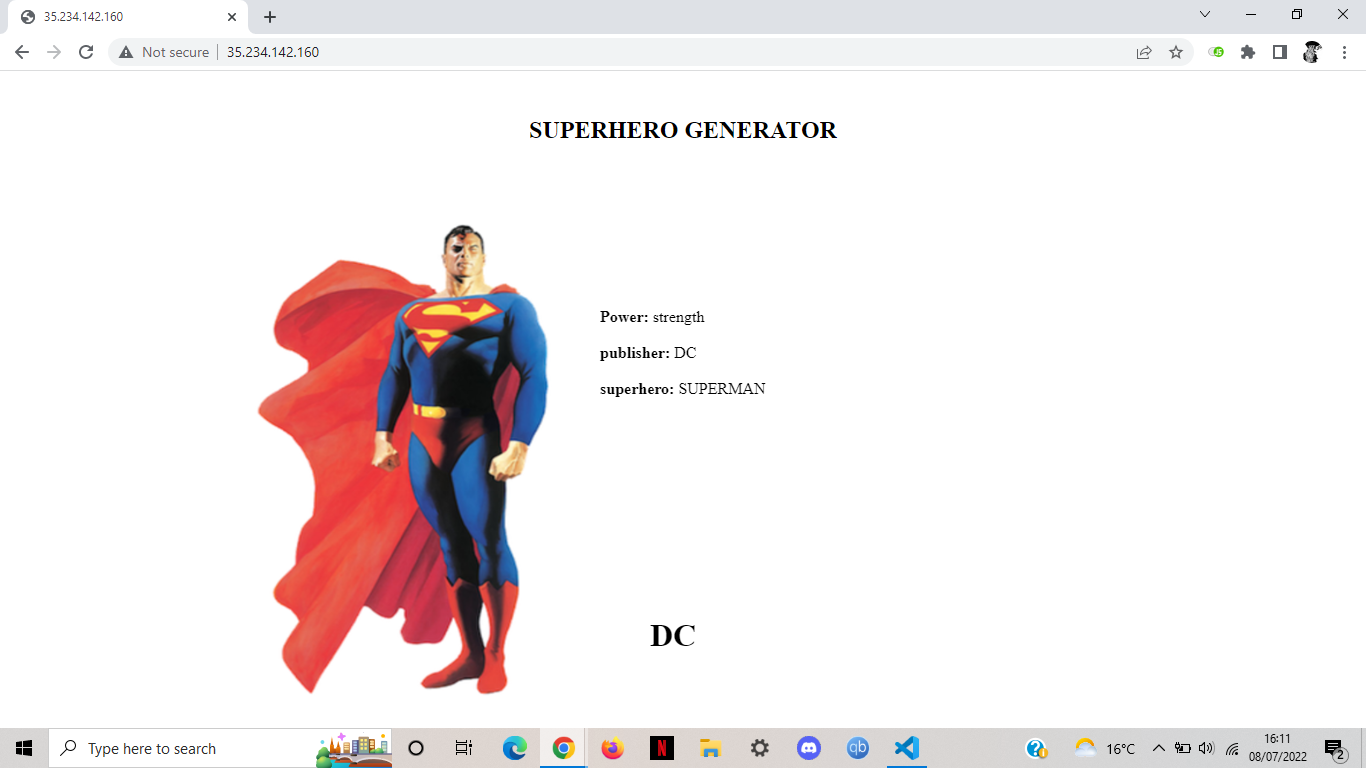 35.234.142.160
Not secure
35.234.142.160
SUPERHERO GENERATOR
Power: strength
publisher: DC
superhero: SUPERMAN
DC
Type here to search
16°C
16:11
08/07/2022
2